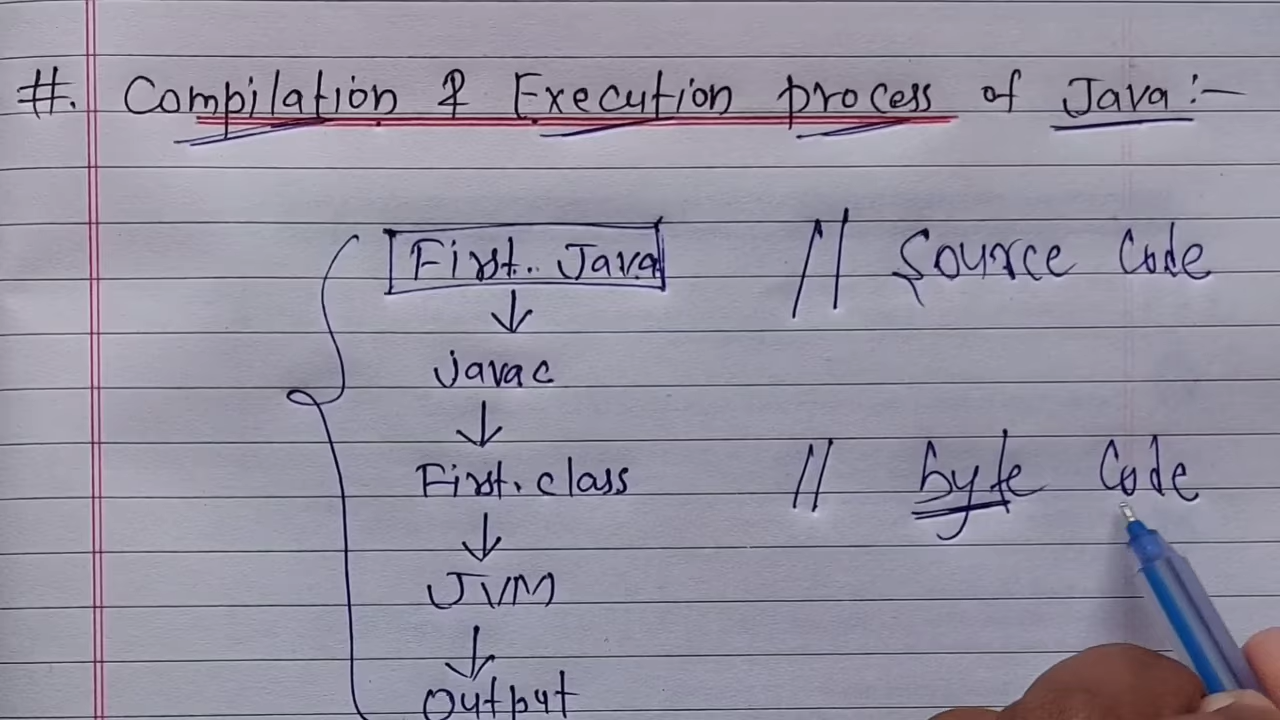 #. Compilation & Execution process of Java :-
First. Java // Source Code
↓
javac
↓
First.class // byte Code
↓
JVM
↓
Output